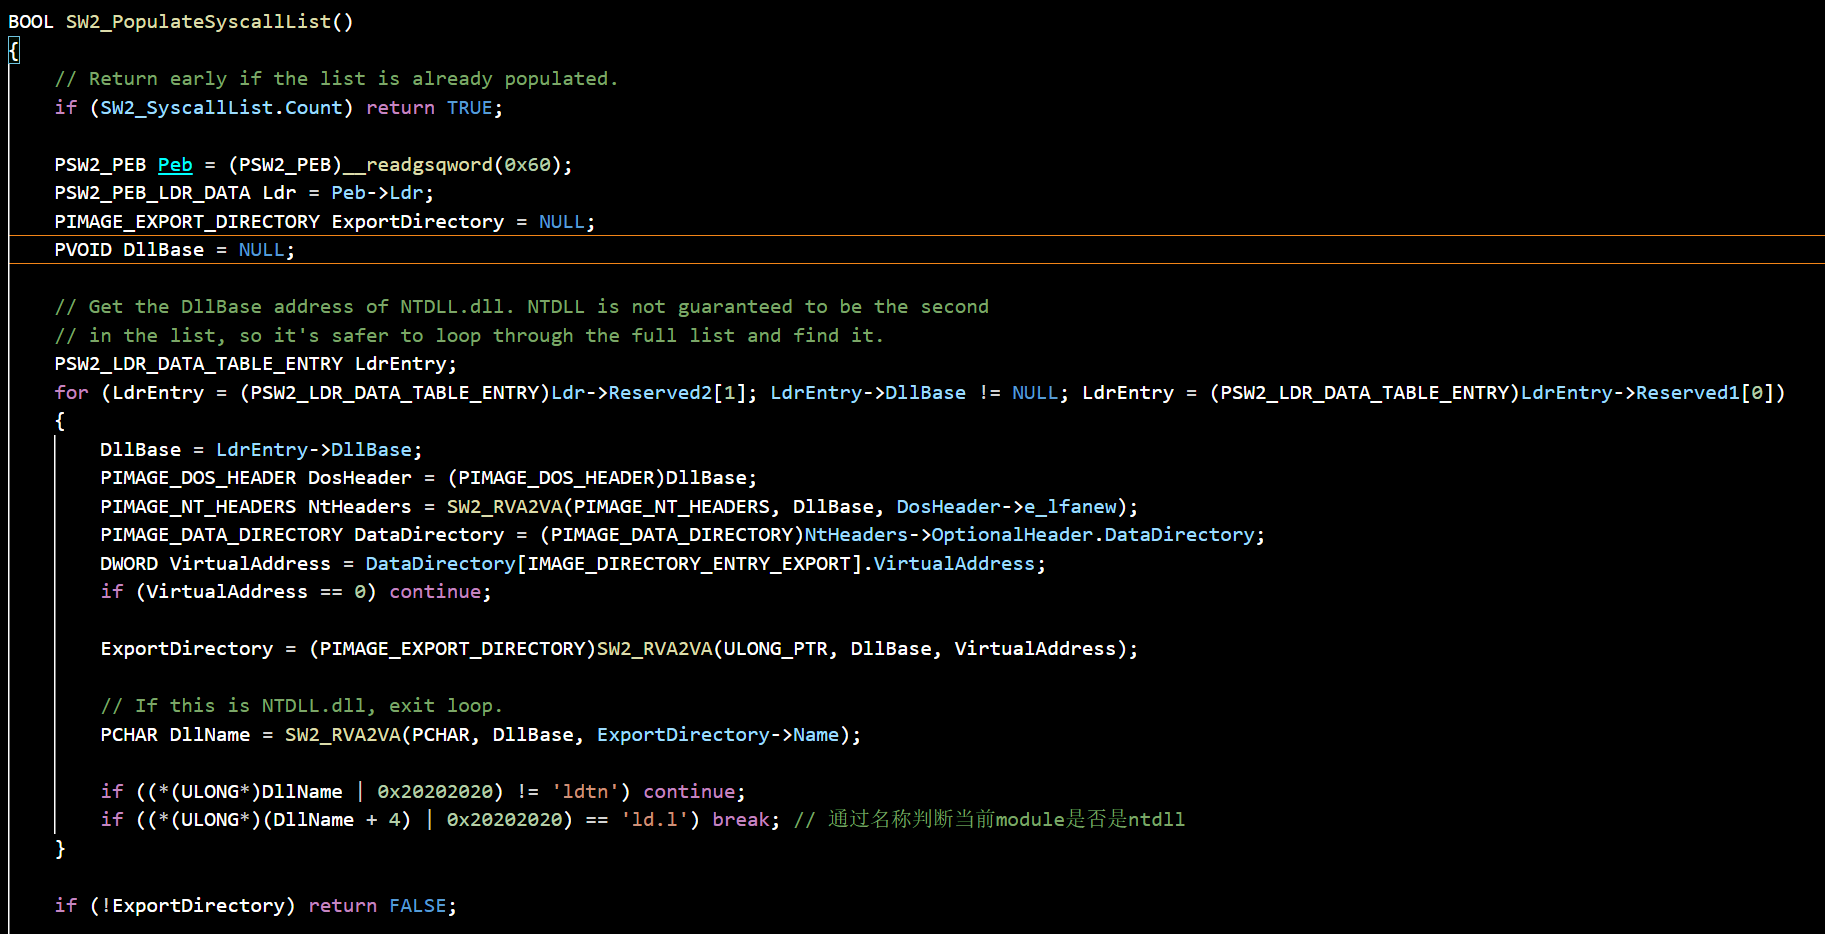 BOOL SW2_PopulateSyscallList()
{
    // Return early if the list is already populated.
    if (SW2_SyscallList.Count) return TRUE;

    PSW2_PEB Peb = (PSW2_PEB)__readgsqword(0x60);
    PSW2_PEB_LDR_DATA Ldr = Peb->Ldr;
    PIMAGE_EXPORT_DIRECTORY ExportDirectory = NULL;
    PVOID DllBase = NULL;

    // Get the DllBase address of NTDLL.dll. NTDLL is not guaranteed to be the second
    // in the list, so it's safer to loop through the full list and find it.
    PSW2_LDR_DATA_TABLE_ENTRY LdrEntry;
    for (LdrEntry = (PSW2_LDR_DATA_TABLE_ENTRY)Ldr->Reserved2[1]; LdrEntry->DllBase != NULL; LdrEntry = (PSW2_LDR_DATA_TABLE_ENTRY)LdrEntry->Reserved1[0])
    {
        DllBase = LdrEntry->DllBase;
        PIMAGE_DOS_HEADER DosHeader = (PIMAGE_DOS_HEADER)DllBase;
        PIMAGE_NT_HEADERS NtHeaders = SW2_RVA2VA(PIMAGE_NT_HEADERS, DllBase, DosHeader->e_lfanew);
        PIMAGE_DATA_DIRECTORY DataDirectory = (PIMAGE_DATA_DIRECTORY)NtHeaders->OptionalHeader.DataDirectory;
        DWORD VirtualAddress = DataDirectory[IMAGE_DIRECTORY_ENTRY_EXPORT].VirtualAddress;
        if (VirtualAddress == 0) continue;

        ExportDirectory = (PIMAGE_EXPORT_DIRECTORY)SW2_RVA2VA(ULONG_PTR, DllBase, VirtualAddress);

        // If this is NTDLL.dll, exit loop.
        PCHAR DllName = SW2_RVA2VA(PCHAR, DllBase, ExportDirectory->Name);

        if ((*(ULONG*)DllName | 0x20202020) != 'ldtn') continue;
        if ((*(ULONG*)(DllName + 4) | 0x20202020) == 'ld.l') break; // 通过名称判断当前module是否是ntdll
    }

    if (!ExportDirectory) return FALSE;